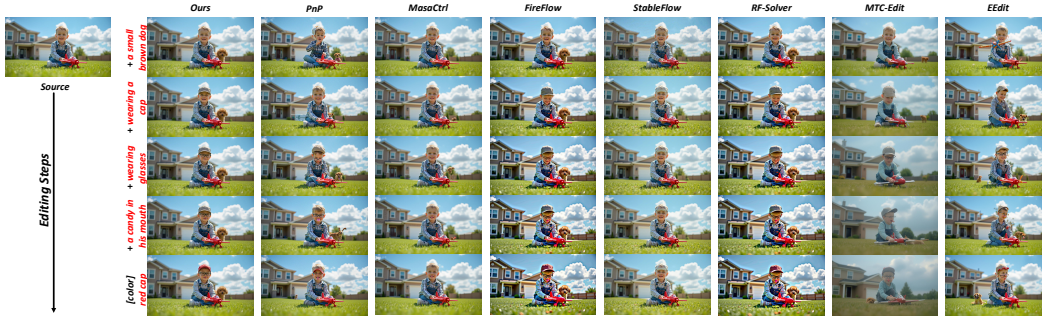 Ours PnP MasaCtrl FireFlow StableFlow RF-Solver MTC-Edit EEdit
Source
Editing Steps
+ a small
brown dog
+ wearing a
cap
+ wearing
glasses
+ a candy in
his mouth
[color]
red cap